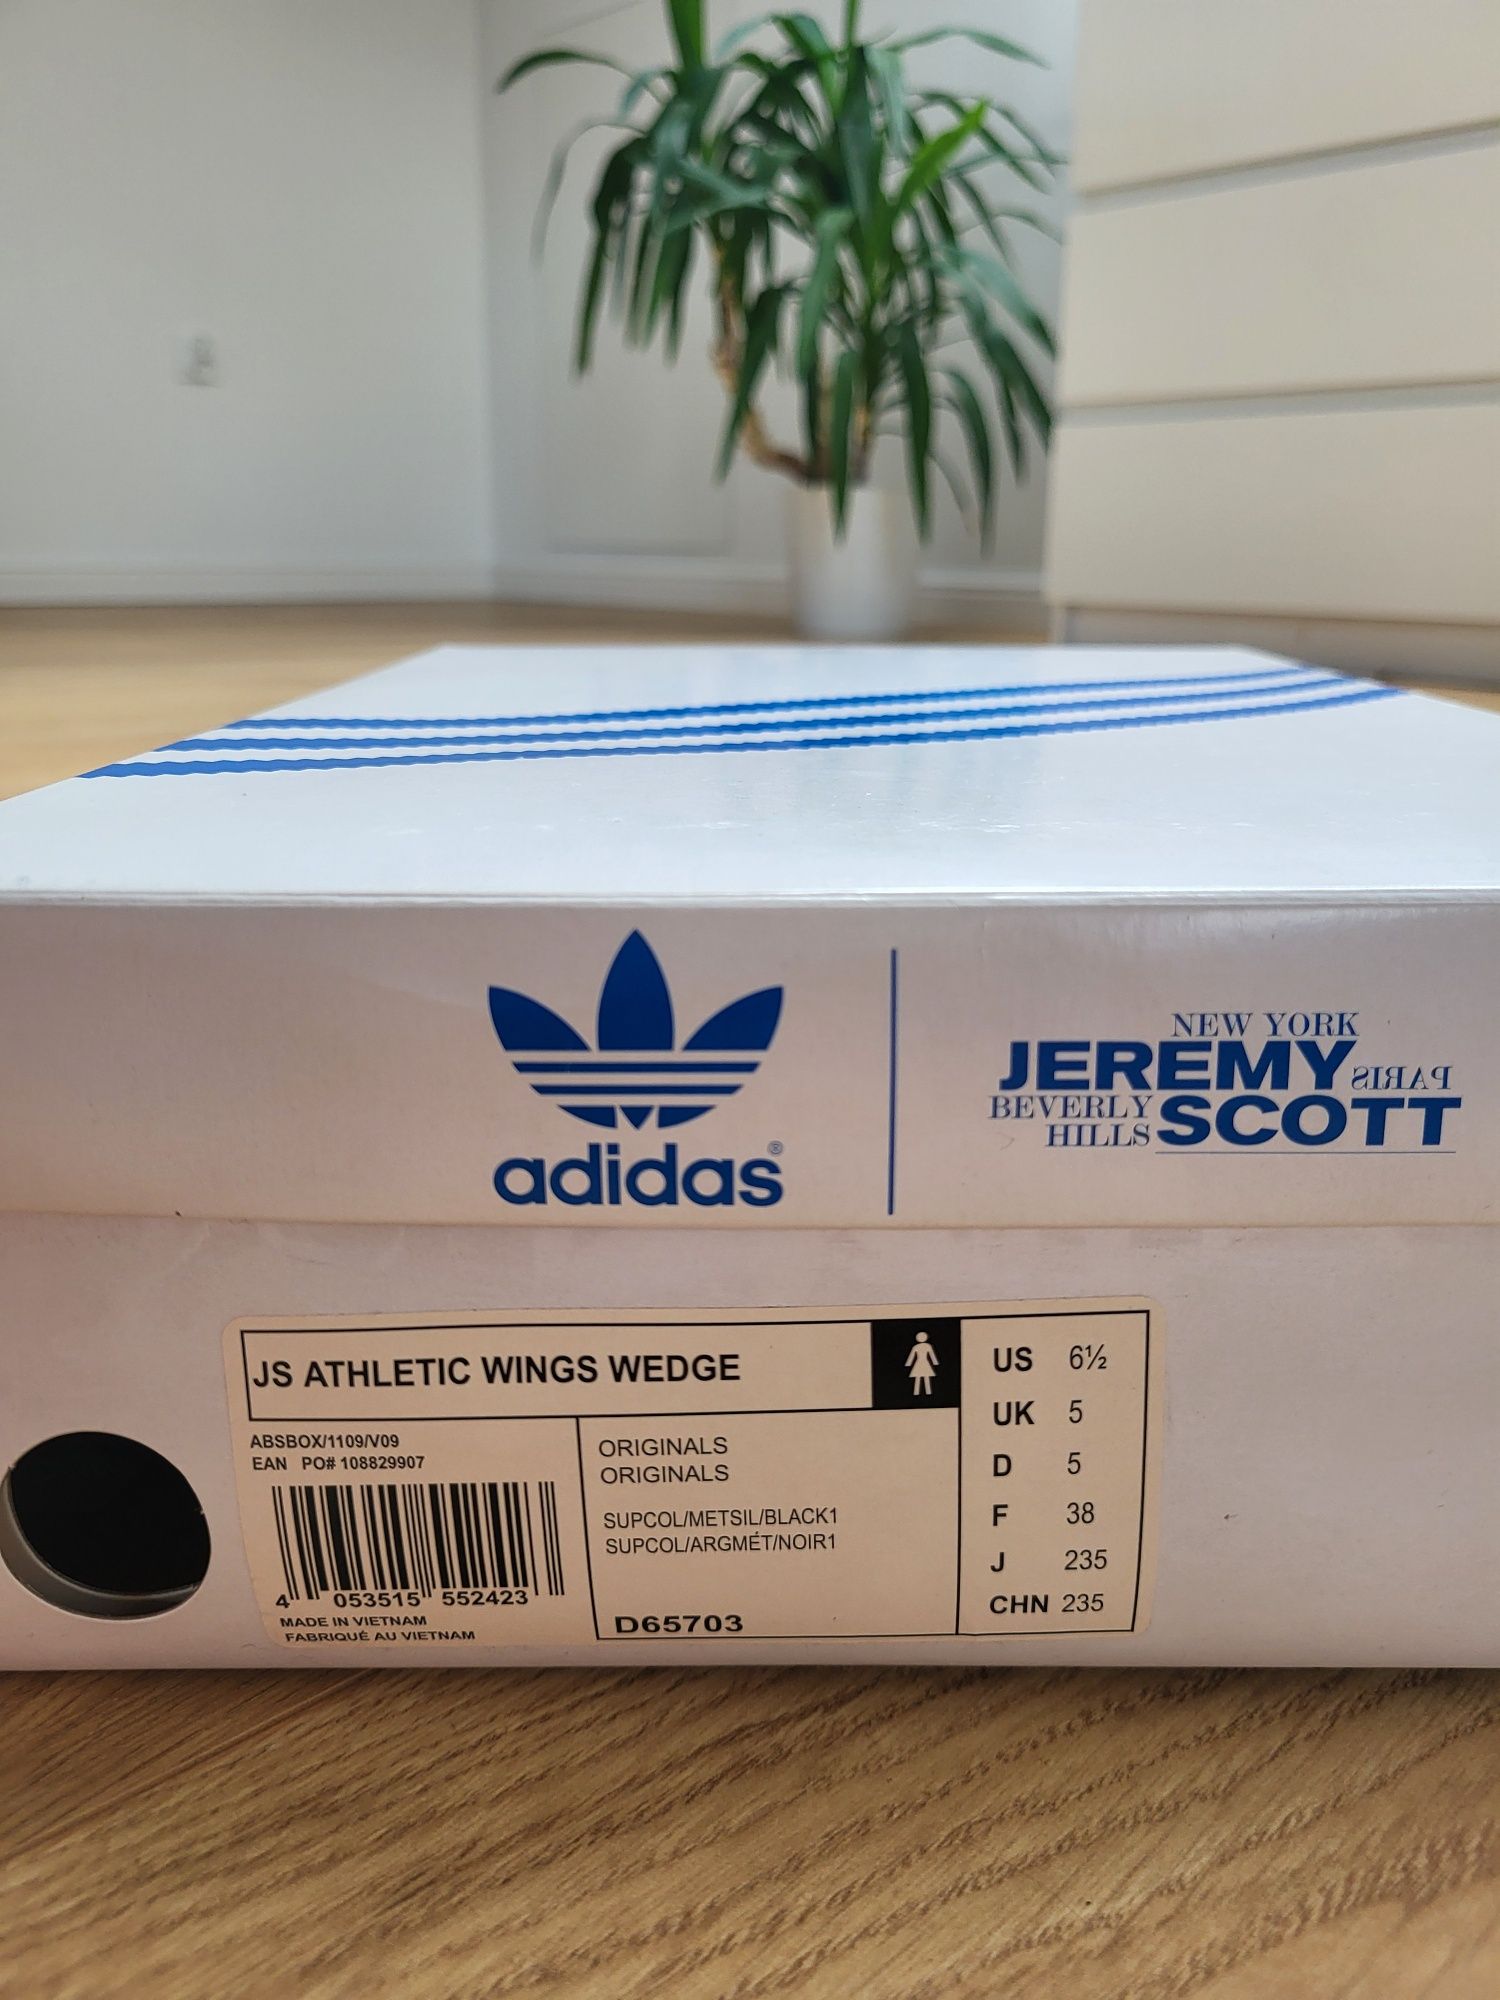 adidas®
NEW YORK
JEREMY PARIS
BEVERLY
HILLS SCOTT
JS ATHLETIC WINGS WEDGE
ABSBOX/1109/V09
EAN PO# 108829907
4 053515 552423
MADE IN VIETNAM
FABRIQUÉ AU VIETNAM
ORIGINALS
ORIGINALS
SUPCOL/METSIL/BLACK1
SUPCOL/ARGMÉT/NOIR1
D65703
US 6½
UK 5
D 5
F 38
J 235
CHN 235